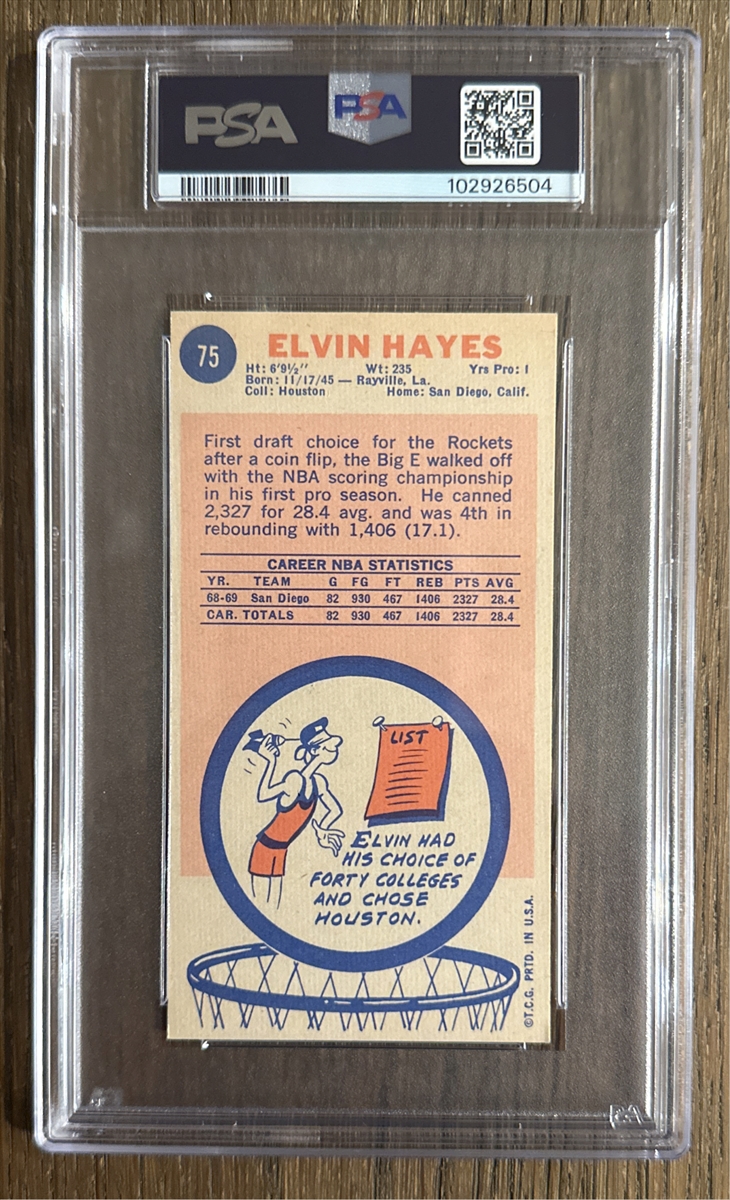 PSA
PSA
102926504
75
ELVIN HAYES
Ht: 6'9½" Wt: 235 Yrs Pro: 1
Born: 11/17/45 — Rayville, La.
Coll: Houston Home: San Diego, Calif.
First draft choice for the Rockets
after a coin flip, the Big E walked off
with the NBA scoring championship
in his first pro season. He canned
2,327 for 28.4 avg. and was 4th in
rebounding with 1,406 (17.1).
CAREER NBA STATISTICS
YR. TEAM G FG FT REB PTS AVG
68-69 San Diego 82 930 467 1406 2327 28.4
CAR. TOTALS 82 930 467 1406 2327 28.4
LIST
ELVIN HAD
HIS CHOICE OF
FORTY COLLEGES
AND CHOSE
HOUSTON.
©T.C.G. PRTD. IN U.S.A.
PSA